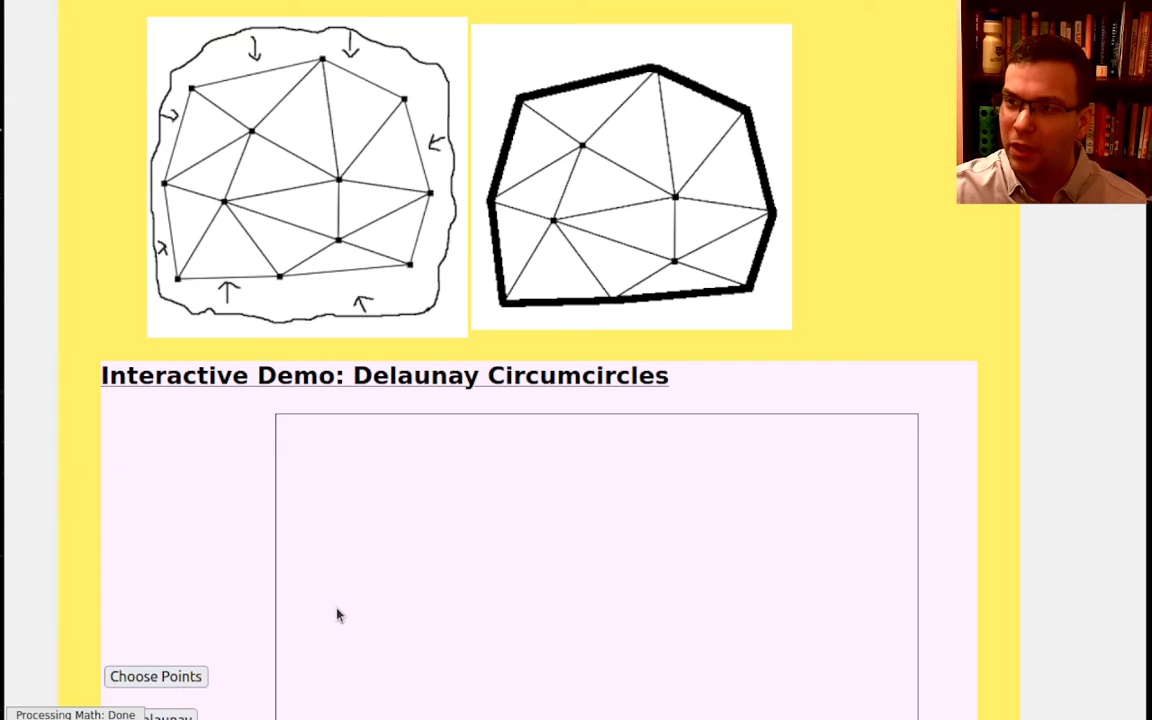 Interactive Demo: Delaunay Circumcircles
Choose Points
Processing Math: Done